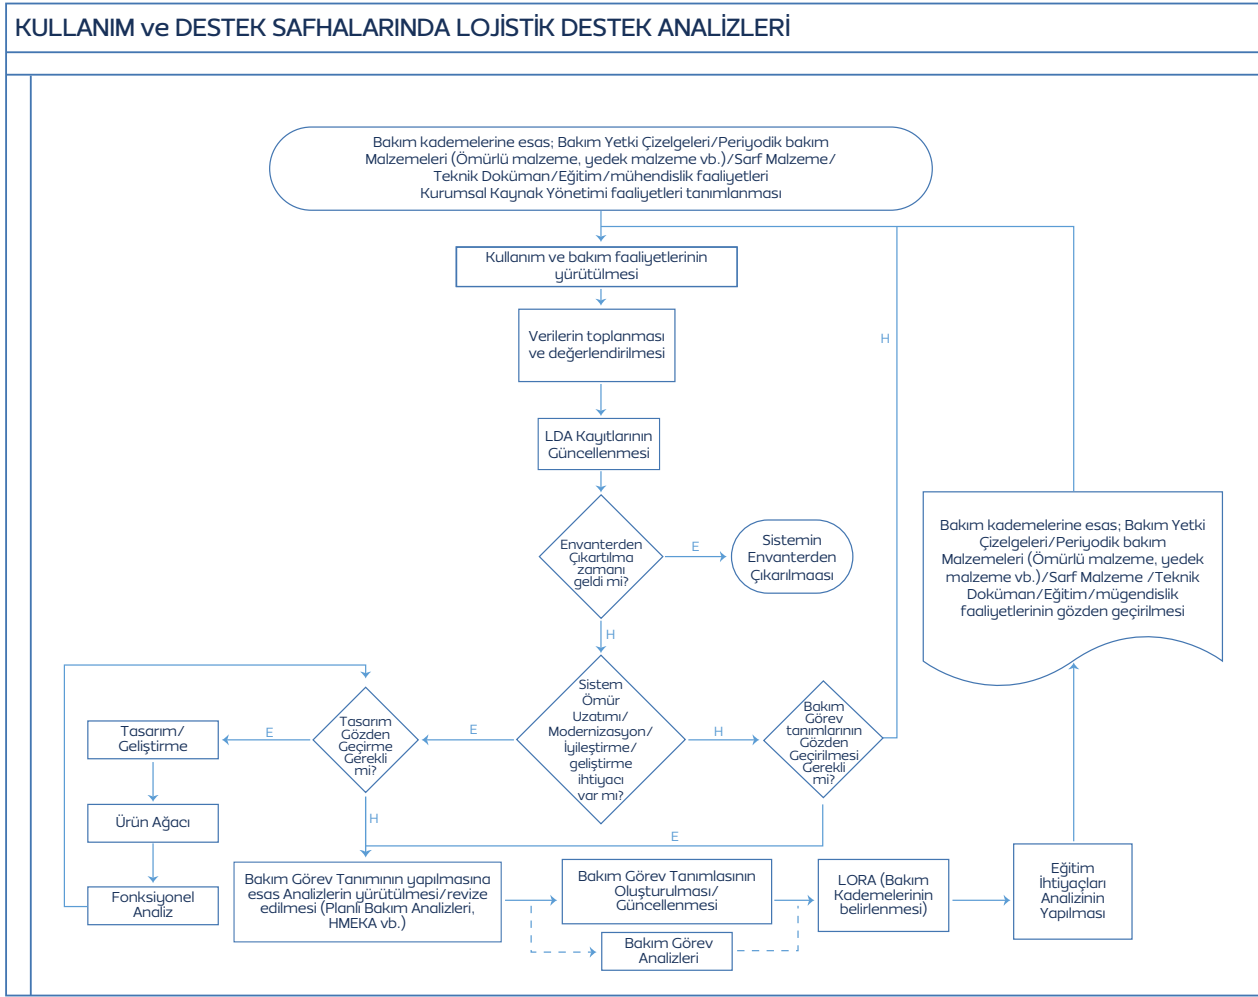 KULLANIM ve DESTEK SAFHALARINDA LOJİSTİK DESTEK ANALİZLERİ
Bakım kademelerine esas; Bakım Yetki Çizelgeleri/Periyodik bakım
Malzemeleri (Ömürlü malzeme, yedek malzeme vb.)/Sarf Malzeme/
Teknik Doküman/Eğitim/mühendislik faaliyetleri
Kurumsal Kaynak Yönetimi faaliyetleri tanımlanması
Kullanım ve bakım faaliyetlerinin
yürütülmesi
Verilerin toplanması
ve değerlendirilmesi
H
LDA Kayıtlarının
Güncellenmesi
Envanterden
Çıkartılma
zamanı
geldi mi?
E
Sistemin
Envanterden
Çıkarılmaası
Bakım kademelerine esas; Bakım Yetki
Çizelgeleri/Periyodik bakım
Malzemeleri (Ömürlü malzeme, yedek
malzeme vb.)/Sarf Malzeme /Teknik
Doküman/Eğitim/mügendislik
faaliyetlerinin gözden geçirilmesi
H
Sistem
Ömür
Uzatımı/
Modernizasyon/
İyileştirme/
geliştirme
ihtiyacı
var mı?
E
H
Tasarım
Gözden
Geçirme
Gerekli
mi?
E
H
Bakım
Görev
tanımlarının
Gözden
Geçirilmesi
Gerekli
mi?
E
Tasarım/
Geliştirme
Ürün Ağacı
Fonksiyonel
Analiz
Bakım Görev Tanımının yapılmasına
esas Analizlerin yürütülmesi/revize
edilmesi (Planlı Bakım Analizleri,
HMEKA vb.)
Bakım Görev Tanımlasının
Oluşturulması/
Güncellenmesi
Bakım Görev
Analizleri
LORA (Bakım
Kademelerinin
belirlenmesi)
Eğitim
İhtiyaçları
Analizinin
Yapılması